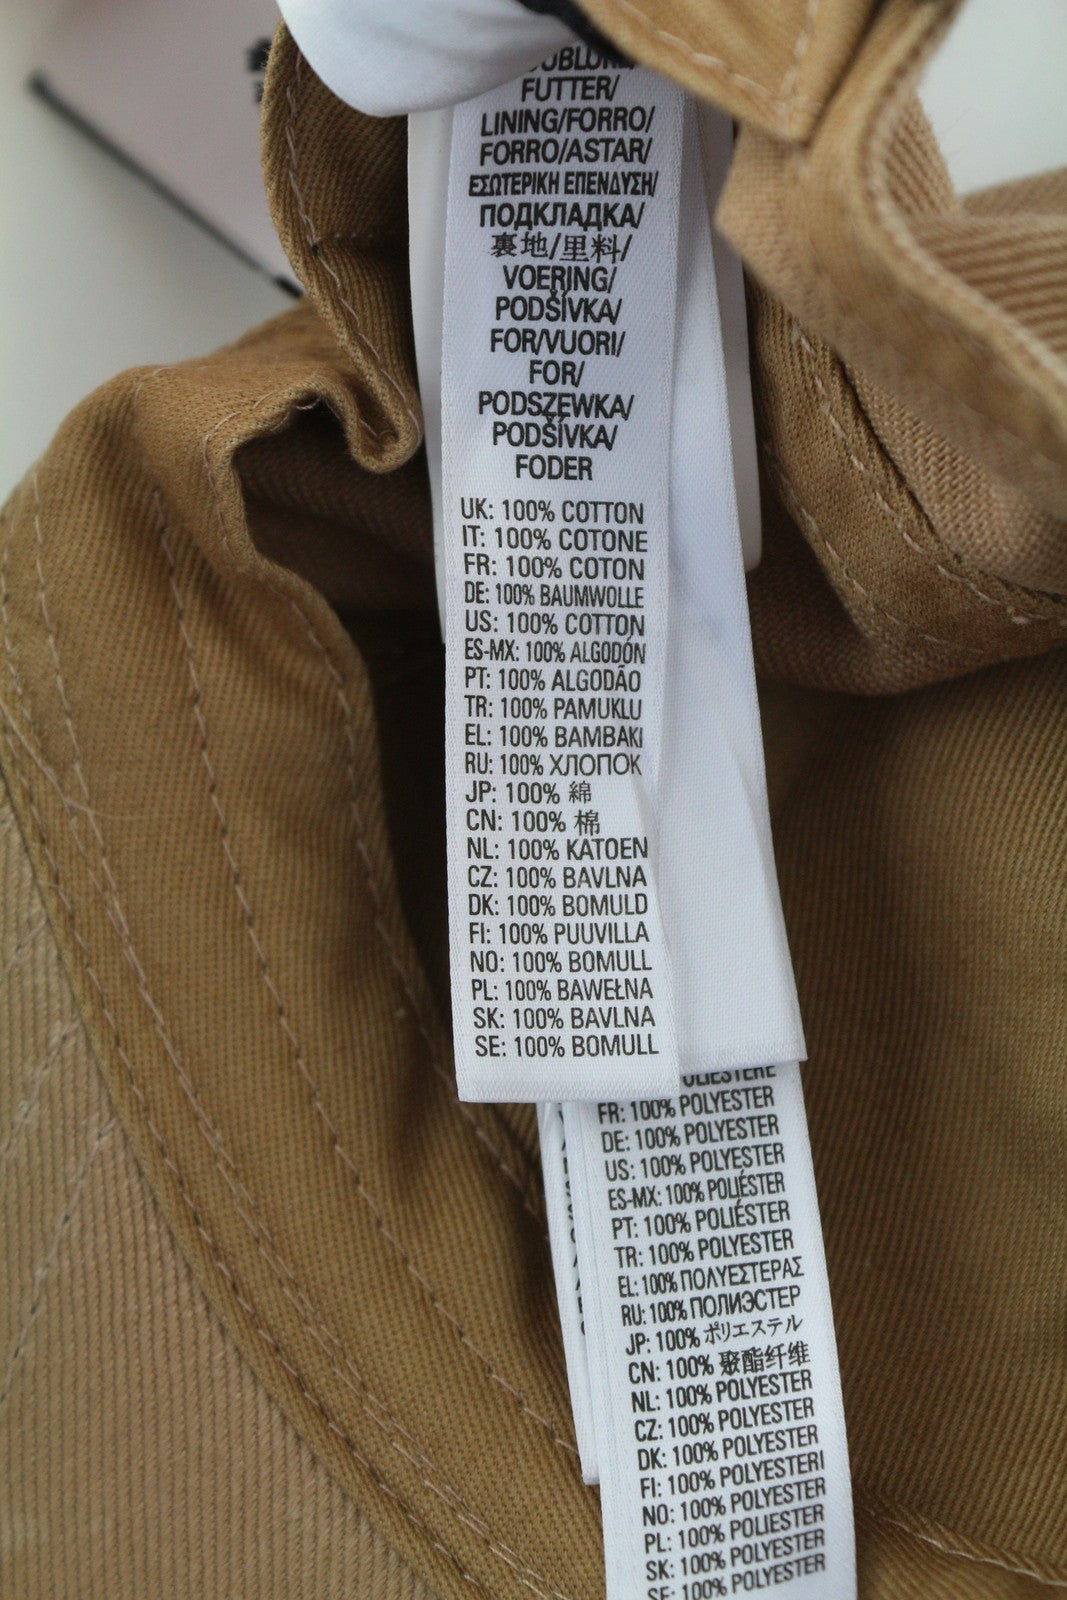 FUTTER/
LINING/FORRO/
FORRO/ASTAR/
ΕΣΩΤΕΡΙΚΗ ΕΠΕΝΔΥΣΗ/
ПОДКЛАДКА/
裏地/里料/
VOERING/
PODŠÍVKA/
FOR/VUORI/
FOR/
PODSZEWKA/
PODŠÍVKA/
FODER
UK: 100% COTTON
IT: 100% COTONE
FR: 100% COTON
DE: 100% BAUMWOLLE
US: 100% COTTON
ES-MX: 100% ALGODÓN
PT: 100% ALGODÃO
TR: 100% PAMUKLU
EL: 100% ΒΑΜΒΑΚΙ
RU: 100% ХЛОПОК
JP: 100% 綿
CN: 100% 棉
NL: 100% KATOEN
CZ: 100% BAVLNA
DK: 100% BOMULD
FI: 100% PUUVILLA
NO: 100% BOMULL
PL: 100% BAWEŁNA
SK: 100% BAVLNA
SE: 100% BOMULL
FR: 100% POLYESTER
DE: 100% POLYESTER
US: 100% POLYESTER
ES-MX: 100% POLIÉSTER
PT: 100% POLIÉSTER
TR: 100% POLYESTER
EL: 100% ΠΟΛΥΕΣΤΕΡΑΣ
RU: 100% ПОЛИЭСТЕР
JP: 100% ポリエステル
CN: 100% 聚酯纤维
NL: 100% POLYESTER
CZ: 100% POLYESTER
DK: 100% POLYESTER
FI: 100% POLYESTERI
NO: 100% POLYESTER
PL: 100% POLIESTER
SK: 100% POLYESTER
SE: 100% POLYESTER